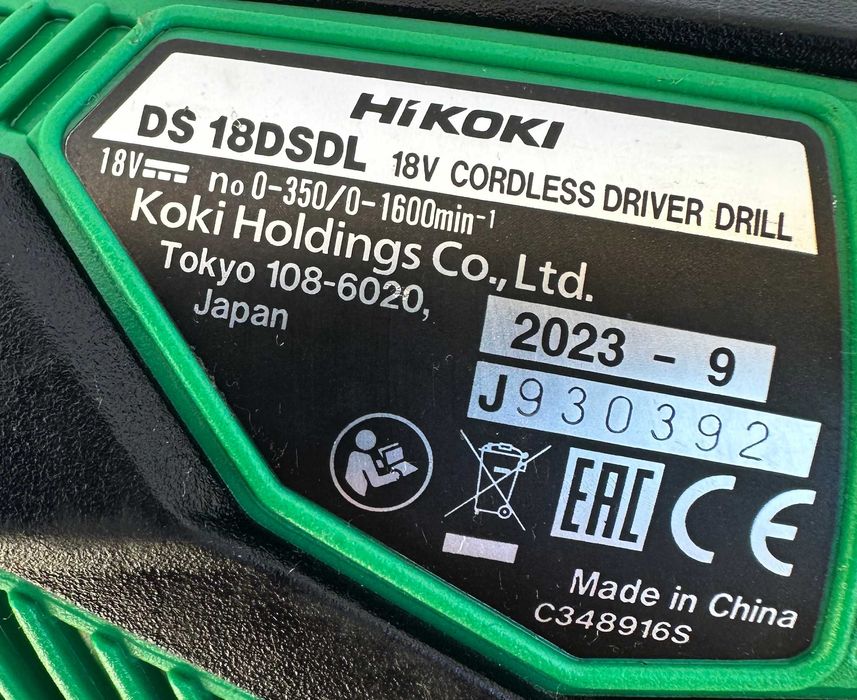 HiKOKI
DS 18DSDL 18V CORDLESS DRIVER DRILL
18V n₀ 0-350/0-1600min⁻¹
Koki Holdings Co., Ltd.
Tokyo 108-6020,
Japan
2023 - 9
J930392
EAC CE
Made in China
C348916S